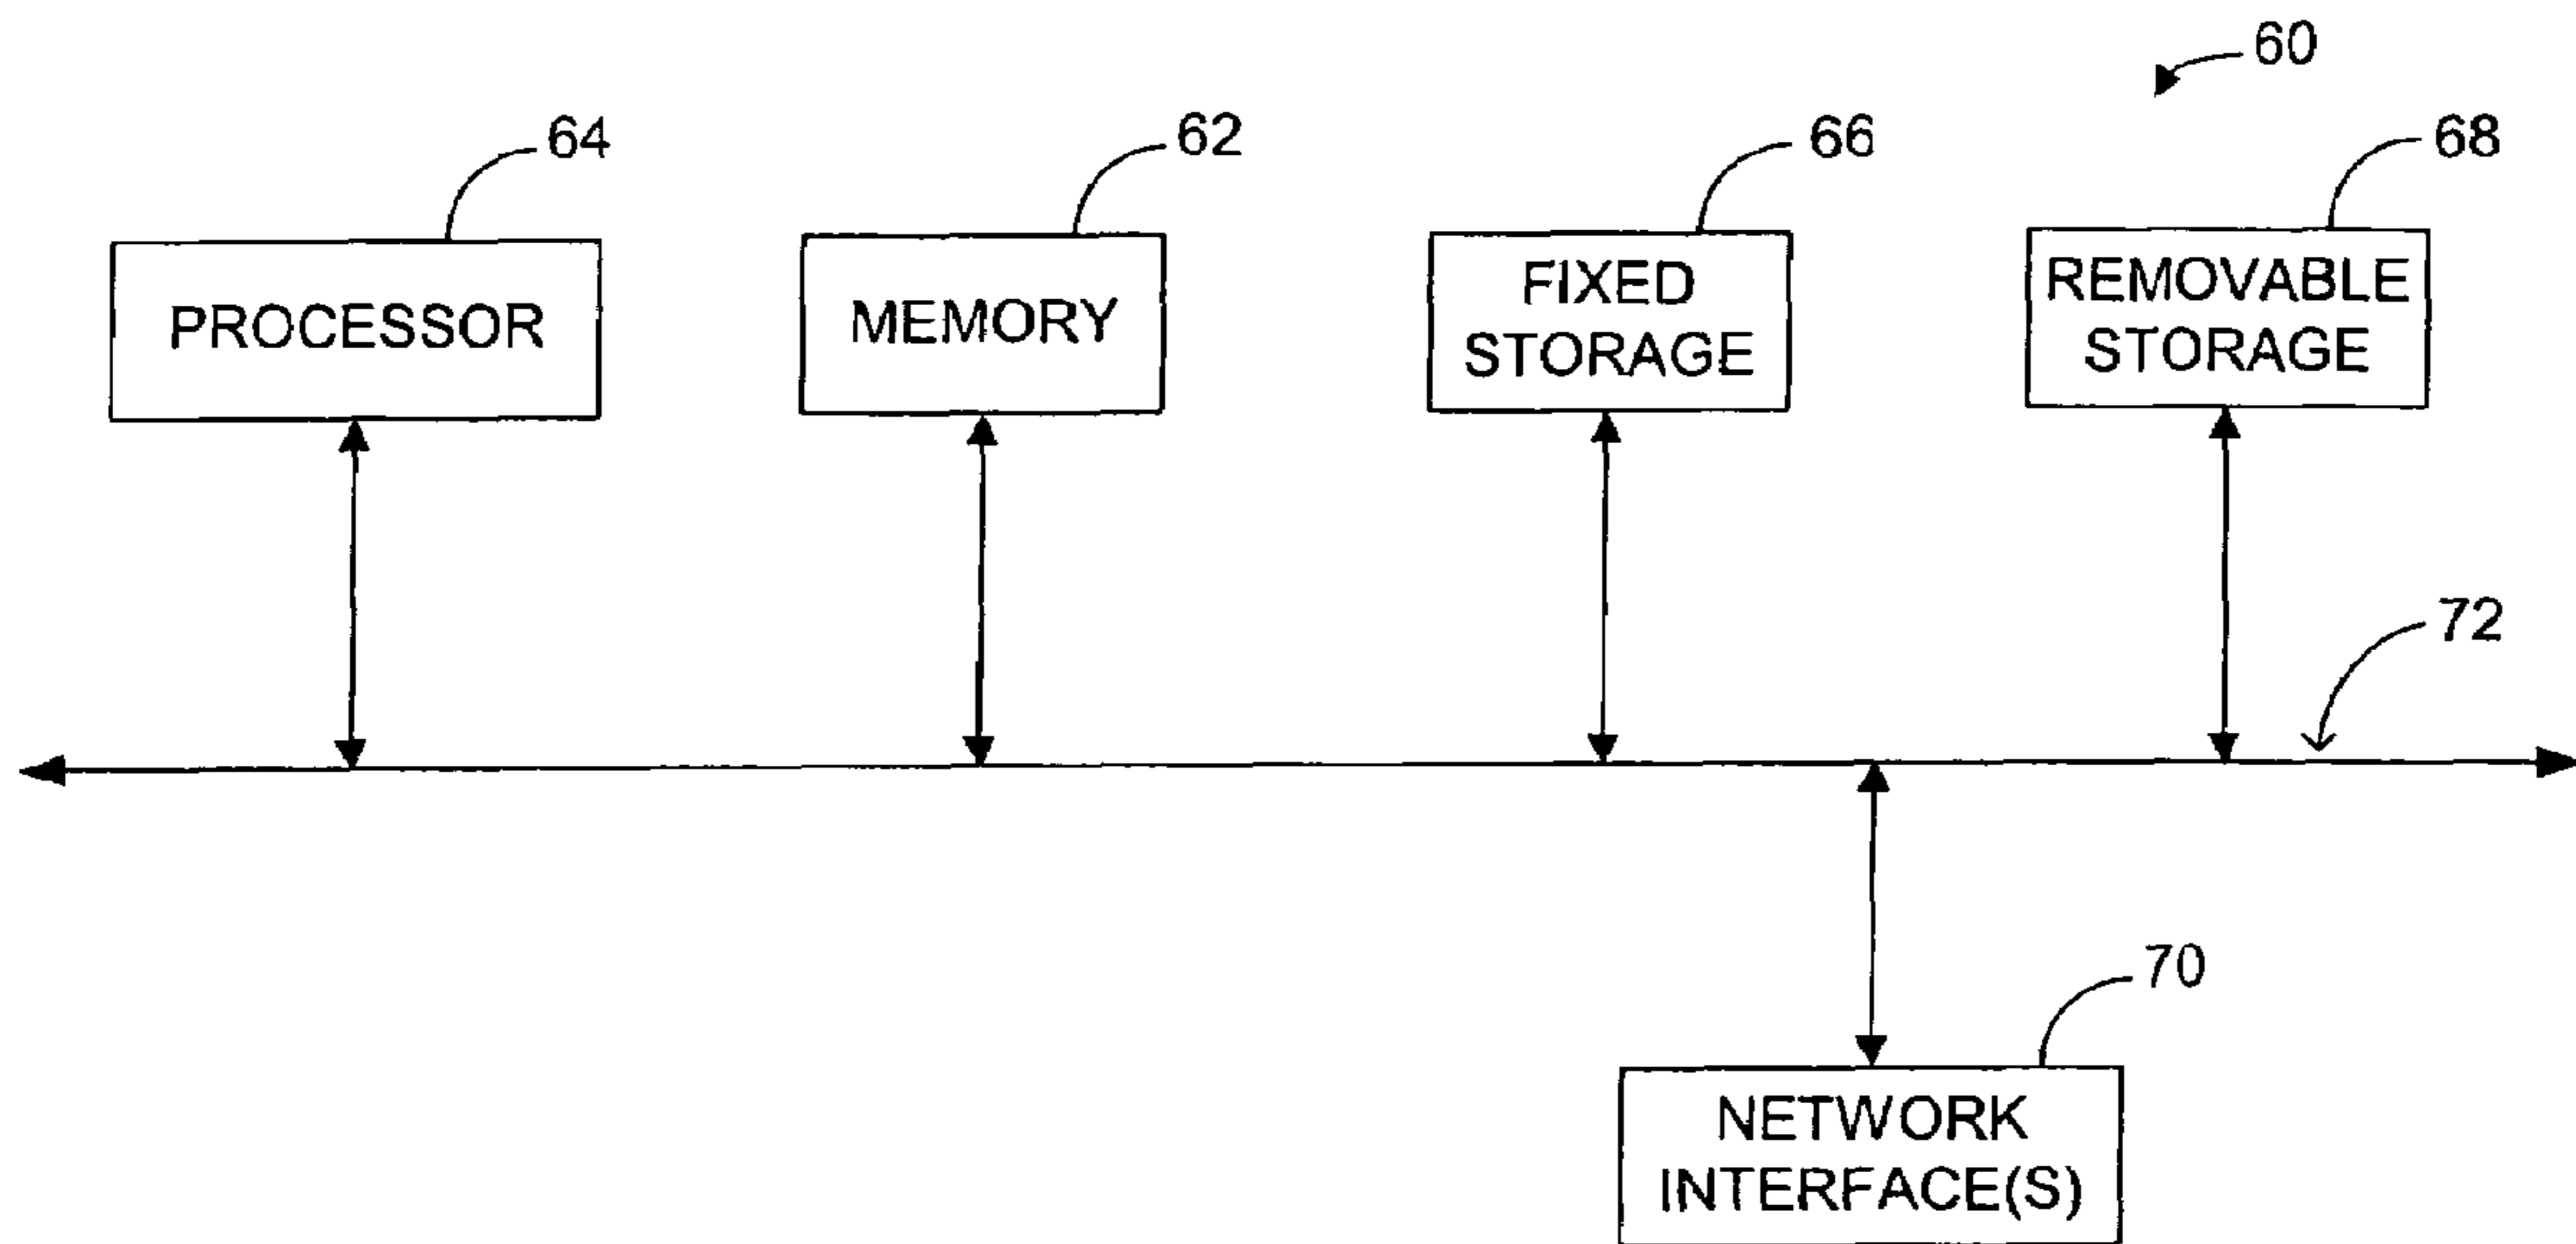 60
64
62
66
68
PROCESSOR
MEMORY
FIXED
STORAGE
REMOVABLE
STORAGE
72
70
NETWORK
INTERFACE(S)